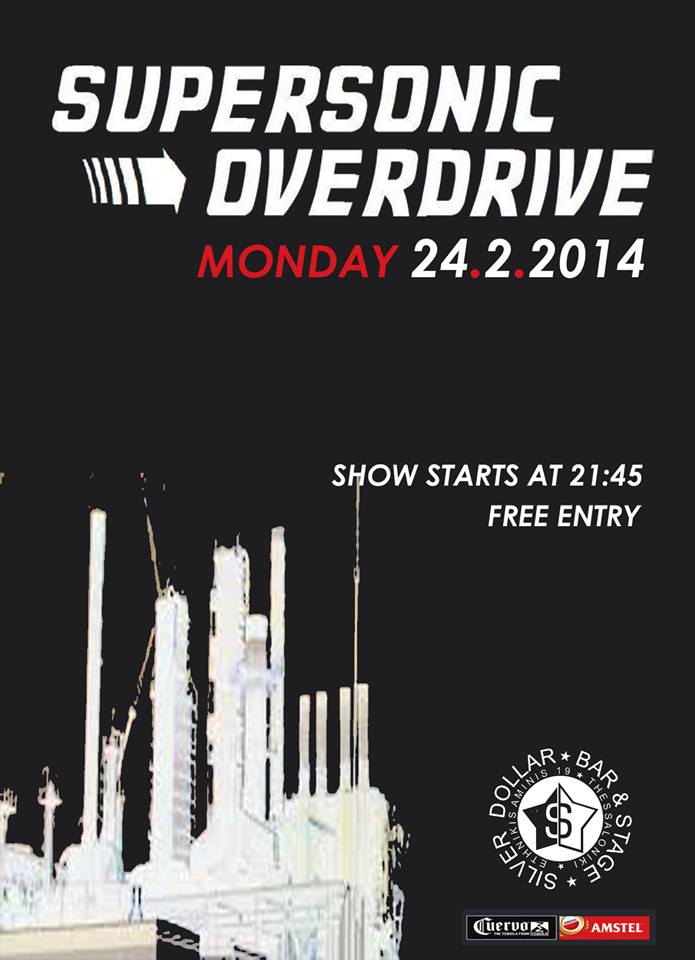 SUPERSONIC
OVERDRIVE
MONDAY 24.2.2014
SHOW STARTS AT 21:45
FREE ENTRY
SILVER DOLLAR ★ BAR & STAGE ★
ETHNIKIS AMINIS 19 ★ THESSALONIKI ★
$
Cuervo
AMSTEL